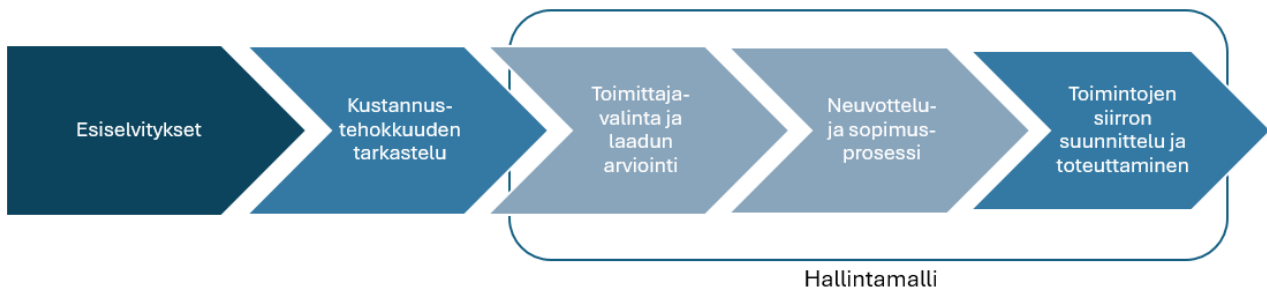 Esiselvitykset
Kustannus-
tehokkuuden
tarkastelu
Toimittaja-
valinta ja
laadun
arviointi
Neuvottelu-
ja sopimus-
prosessi
Toimintojen
siirron
suunnittelu ja
toteuttaminen
Hallintamalli